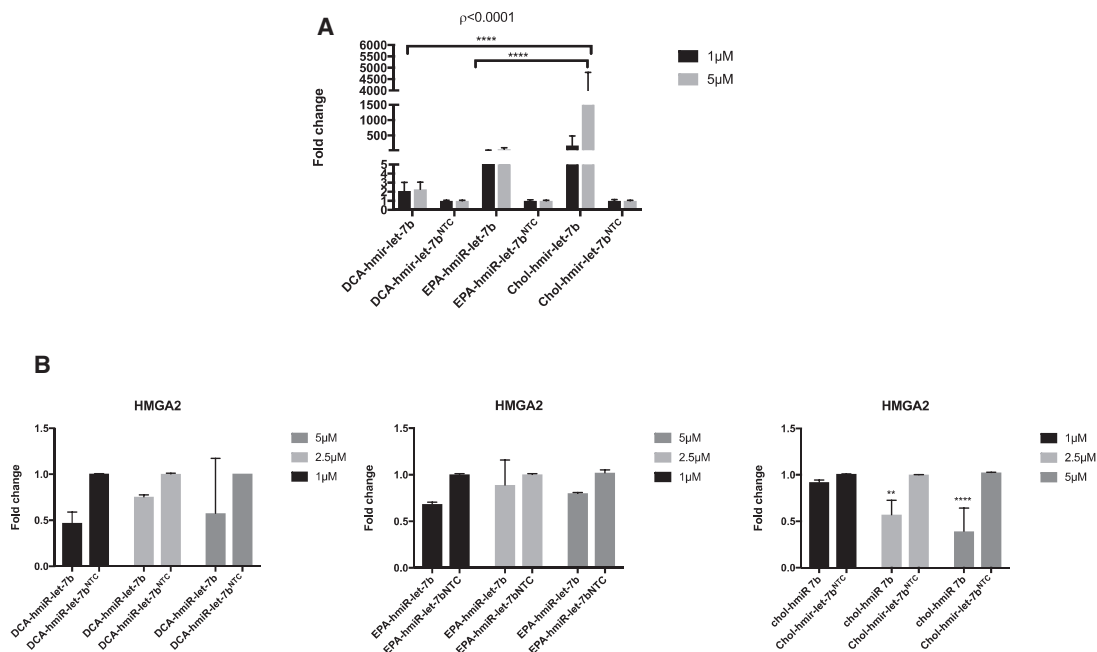 A
ρ<0.0001
****
****
1µM
5µM
Fold change
6000
5500
5000
4500
4000
1500
1000
500
5
4
3
2
1
0
DCA-hmir-let-7b
DCA-hmir-let-7bNTC
EPA-hmiR-let-7b
EPA-hmiR-let-7bNTC
Chol-hmir-let-7b
Chol-hmir-let-7bNTC
B
HMGA2
Fold change
1.5
1.0
0.5
0.0
5µM
2.5µM
1µM
DCA-hmiR-let-7b
DCA-hmiR-let-7bNTC
DCA-hmiR-let-7b
DCA-hmiR-let-7bNTC
DCA-hmiR-let-7b
DCA-hmiR-let-7bNTC
HMGA2
Fold change
1.5
1.0
0.5
0.0
5µM
2.5µM
1µM
EPA-hmiR-let-7b
EPA-hmiR-let-7bNTC
EPA-hmiR-let-7b
EPA-hmiR-let-7bNTC
EPA-hmiR-let-7b
EPA-hmiR-let-7bNTC
HMGA2
Fold change
1.5
1.0
0.5
0.0
**
****
1µM
2.5µM
5µM
chol-hmiR 7b
Chol-hmir-let-7bNTC
chol-hmiR 7b
Chol-hmir-let-7bNTC
chol-hmiR 7b
Chol-hmir-let-7bNTC